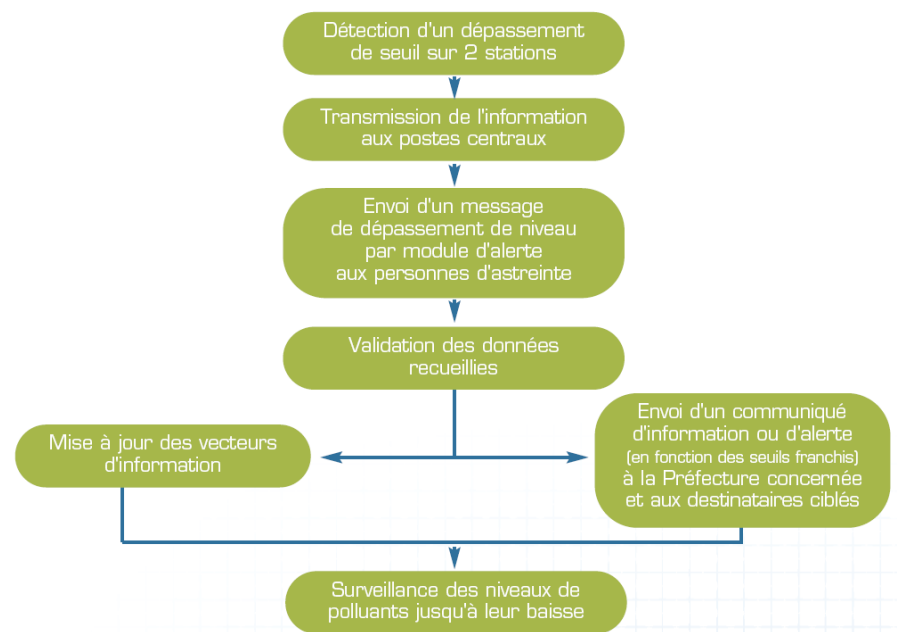 Détection d'un dépassement
de seuil sur 2 stations
Transmission de l'information
aux postes centraux
Envoi d'un message
de dépassement de niveau
par module d'alerte
aux personnes d'astreinte
Validation des données
recueillies
Mise à jour des vecteurs
d'information
Envoi d'un communiqué
d'information ou d'alerte
(en fonction des seuils franchis)
à la Préfecture concernée
et aux destinataires ciblés
Surveillance des niveaux de
polluants jusqu'à leur baisse